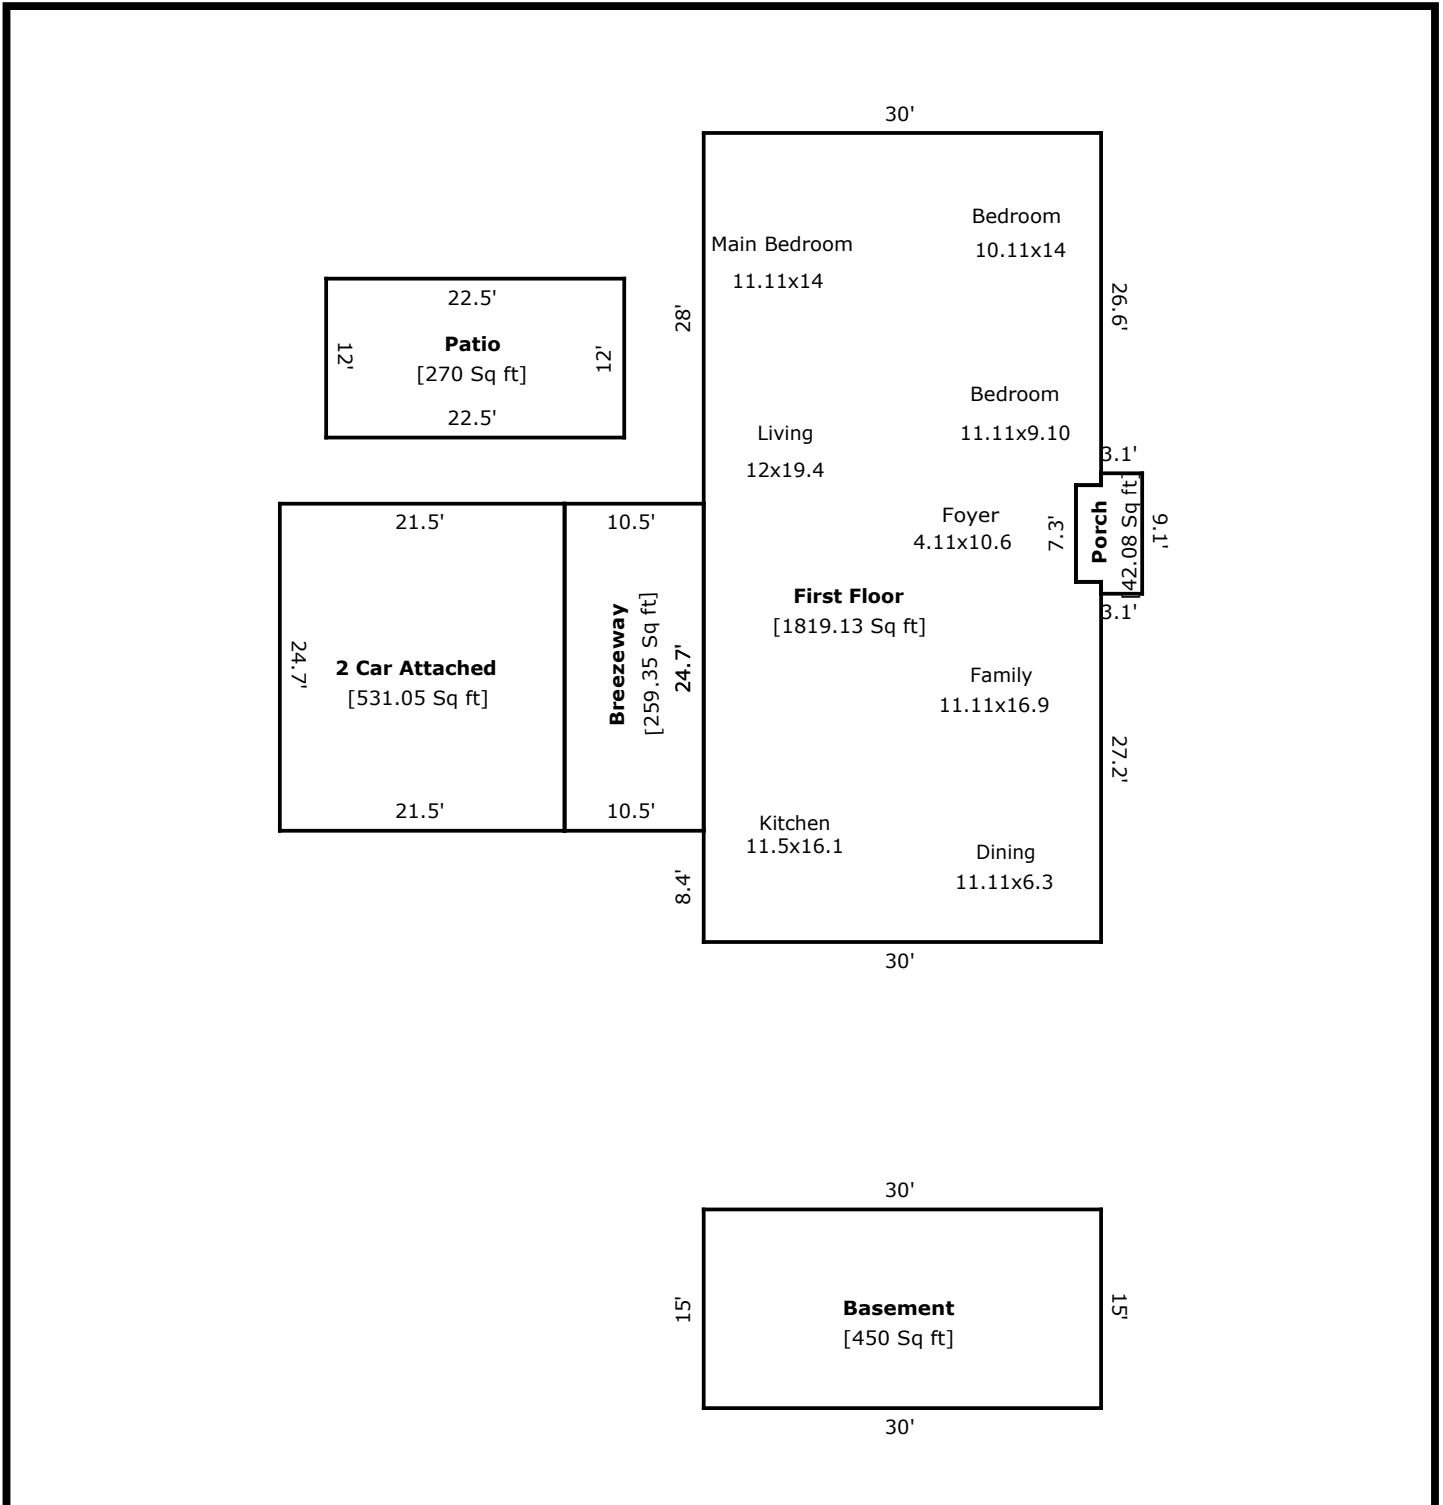 30'
Bedroom
10.11x14
Main Bedroom
11.11x14
28'
26.6'
22.5'
12'
Patio
[270 Sq ft]
12'
22.5'
Bedroom
11.11x9.10
Living
12x19.4
3.1'
Foyer
4.11x10.6
7.3'
Porch
[42.08 Sq ft]
9.1'
3.1'
First Floor
[1819.13 Sq ft]
21.5'
24.7'
2 Car Attached
[531.05 Sq ft]
21.5'
10.5'
Breezeway
[259.35 Sq ft]
24.7'
10.5'
Family
11.11x16.9
27.2'
Kitchen
11.5x16.1
Dining
11.11x6.3
8.4'
30'
30'
15'
Basement
[450 Sq ft]
15'
30'